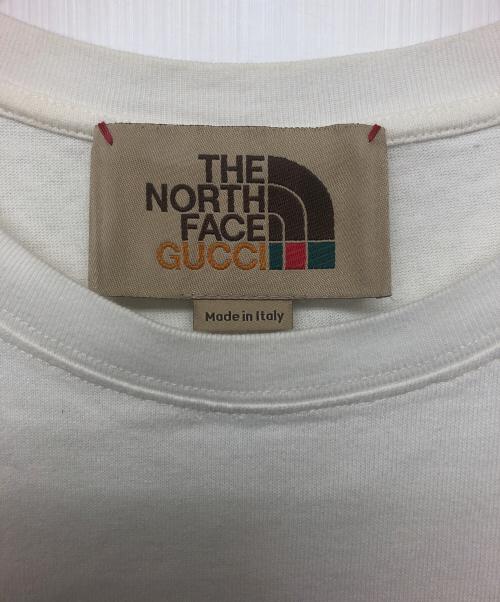 THE
NORTH
FACE
GUCCI
Made in Italy